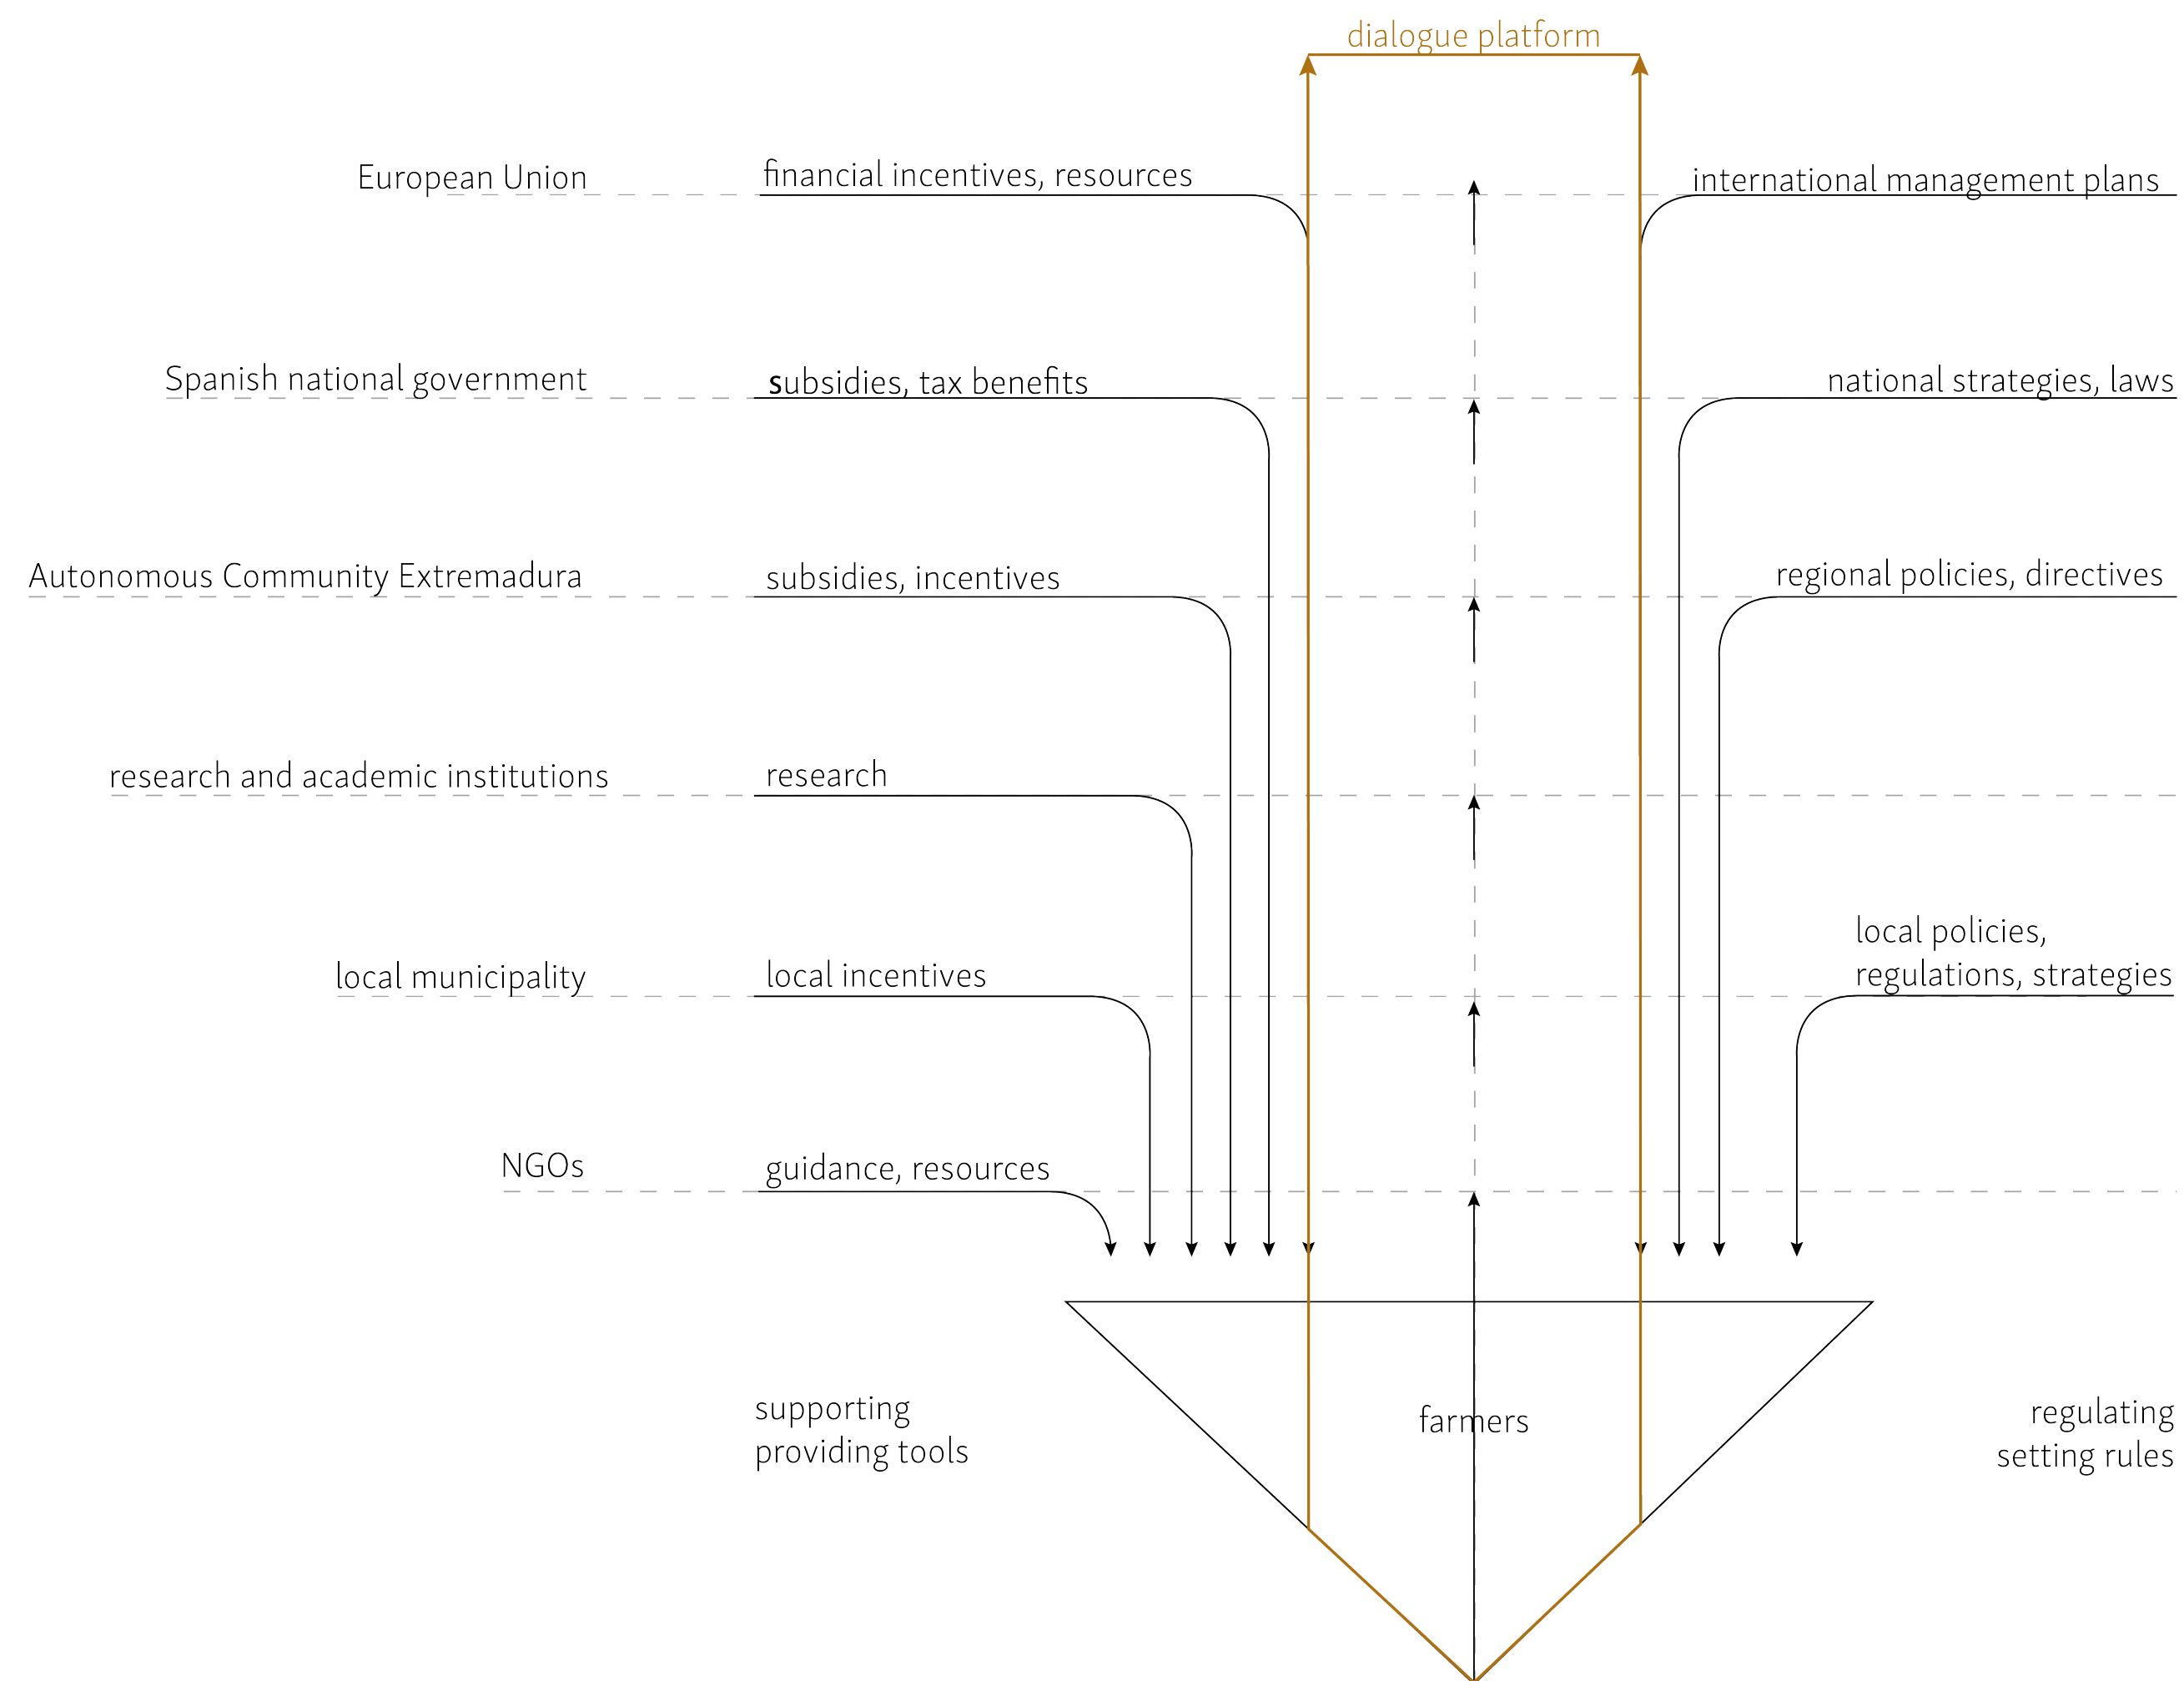 dialogue platform
European Union
financial incentives, resources
international management plans
Spanish national government
subsidies, tax benefits
national strategies, laws
Autonomous Community Extremadura
subsidies, incentives
regional policies, directives
research and academic institutions
research
local municipality
local incentives
local policies,
regulations, strategies
NGOs
guidance, resources
supporting
providing tools
farmers
regulating
setting rules